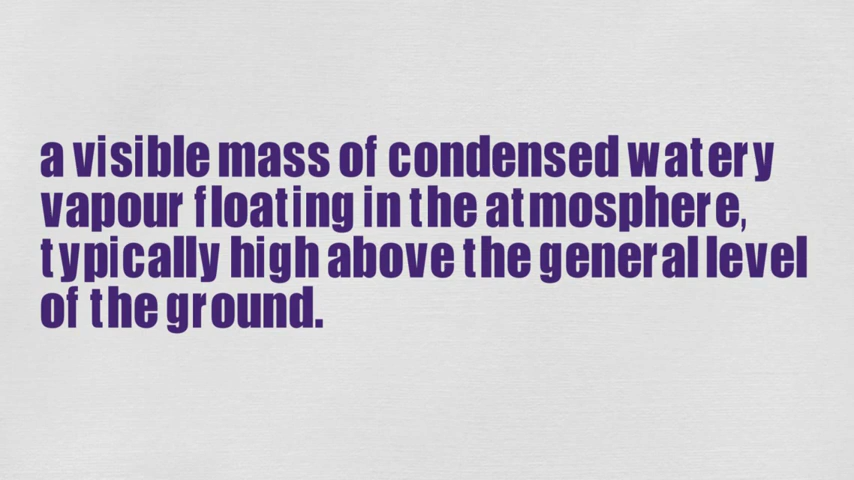 a visible mass of condensed watery
vapour floating in the atmosphere,
typically high above the general level
of the ground.